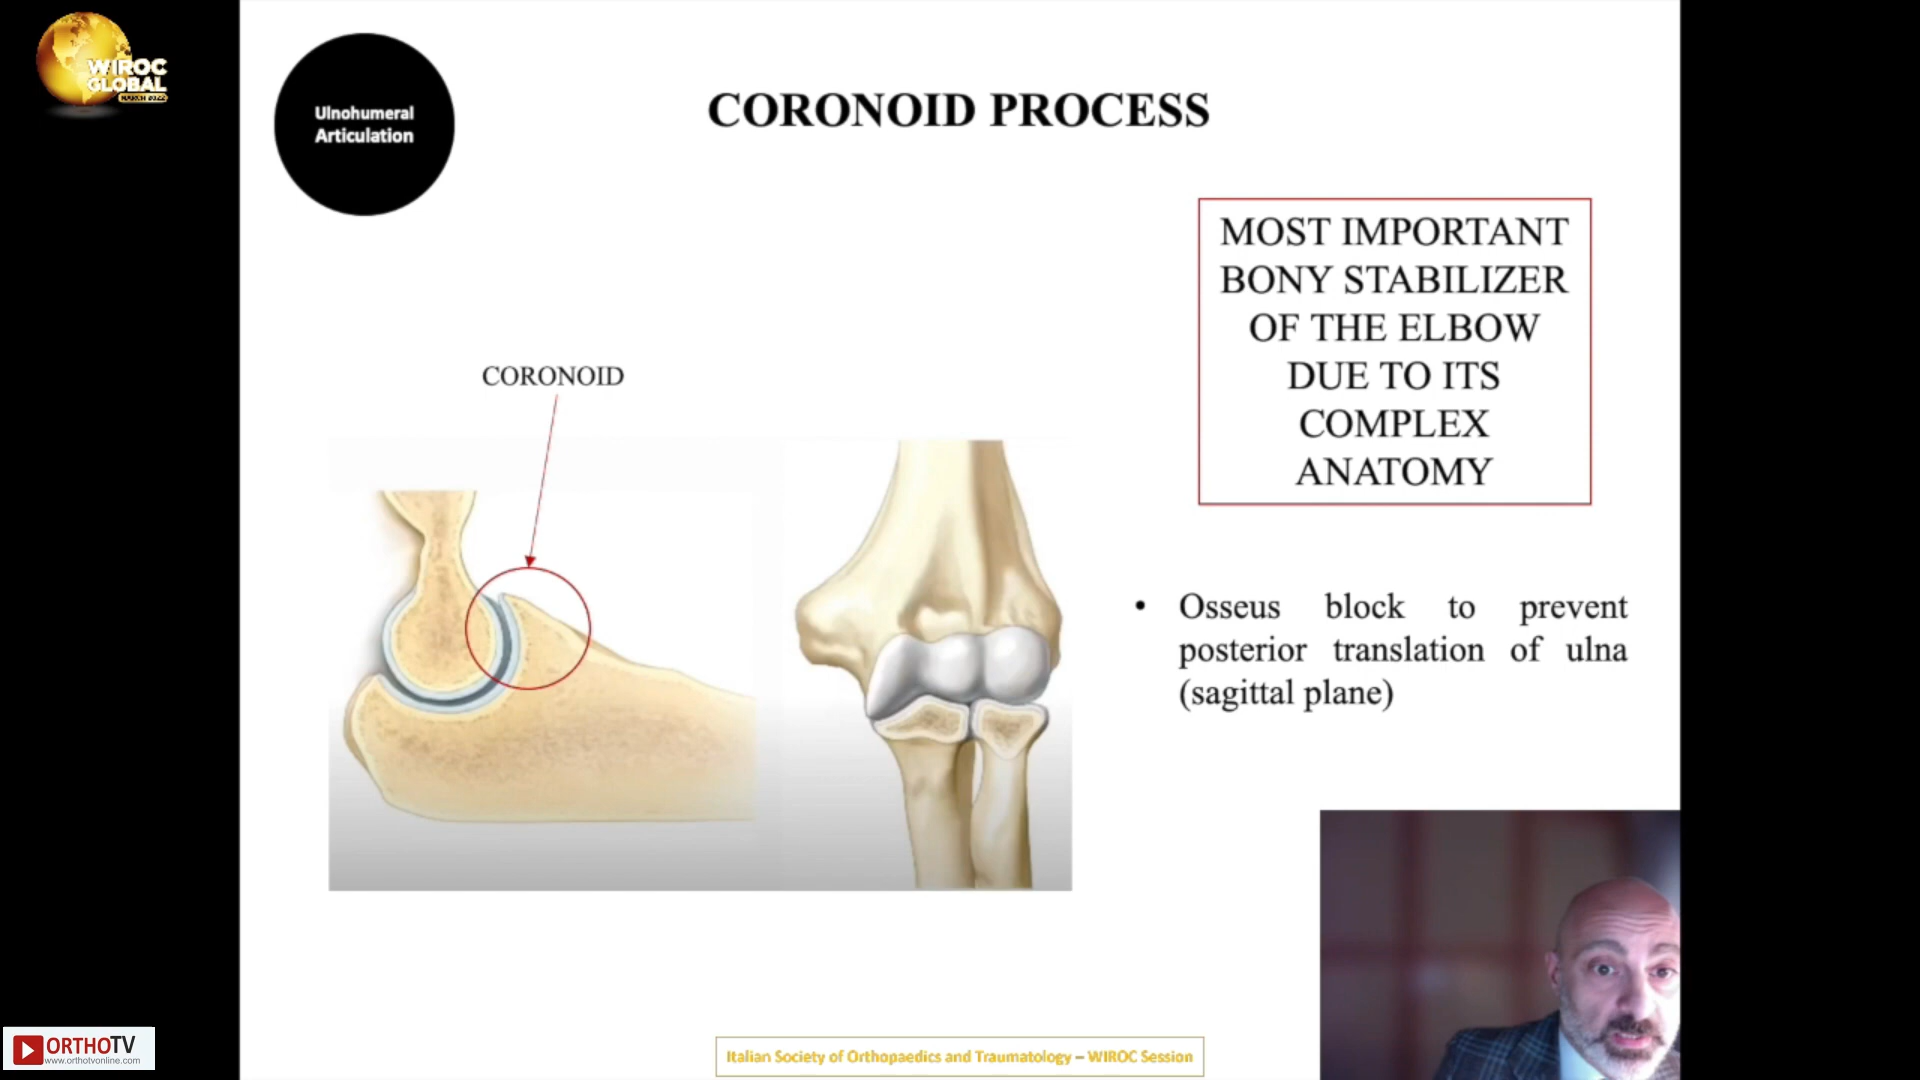 WIROC
GLOBAL
MARCH 2022
Ulnohumeral
Articulation
CORONOID PROCESS
MOST IMPORTANT
BONY STABILIZER
OF THE ELBOW
DUE TO ITS
COMPLEX
ANATOMY
CORONOID
• Osseus block to prevent
posterior translation of ulna
(sagittal plane)
ORTHOTV
www.orthotvonline.com
Italian Society of Orthopaedics and Traumatology – WIROC Session